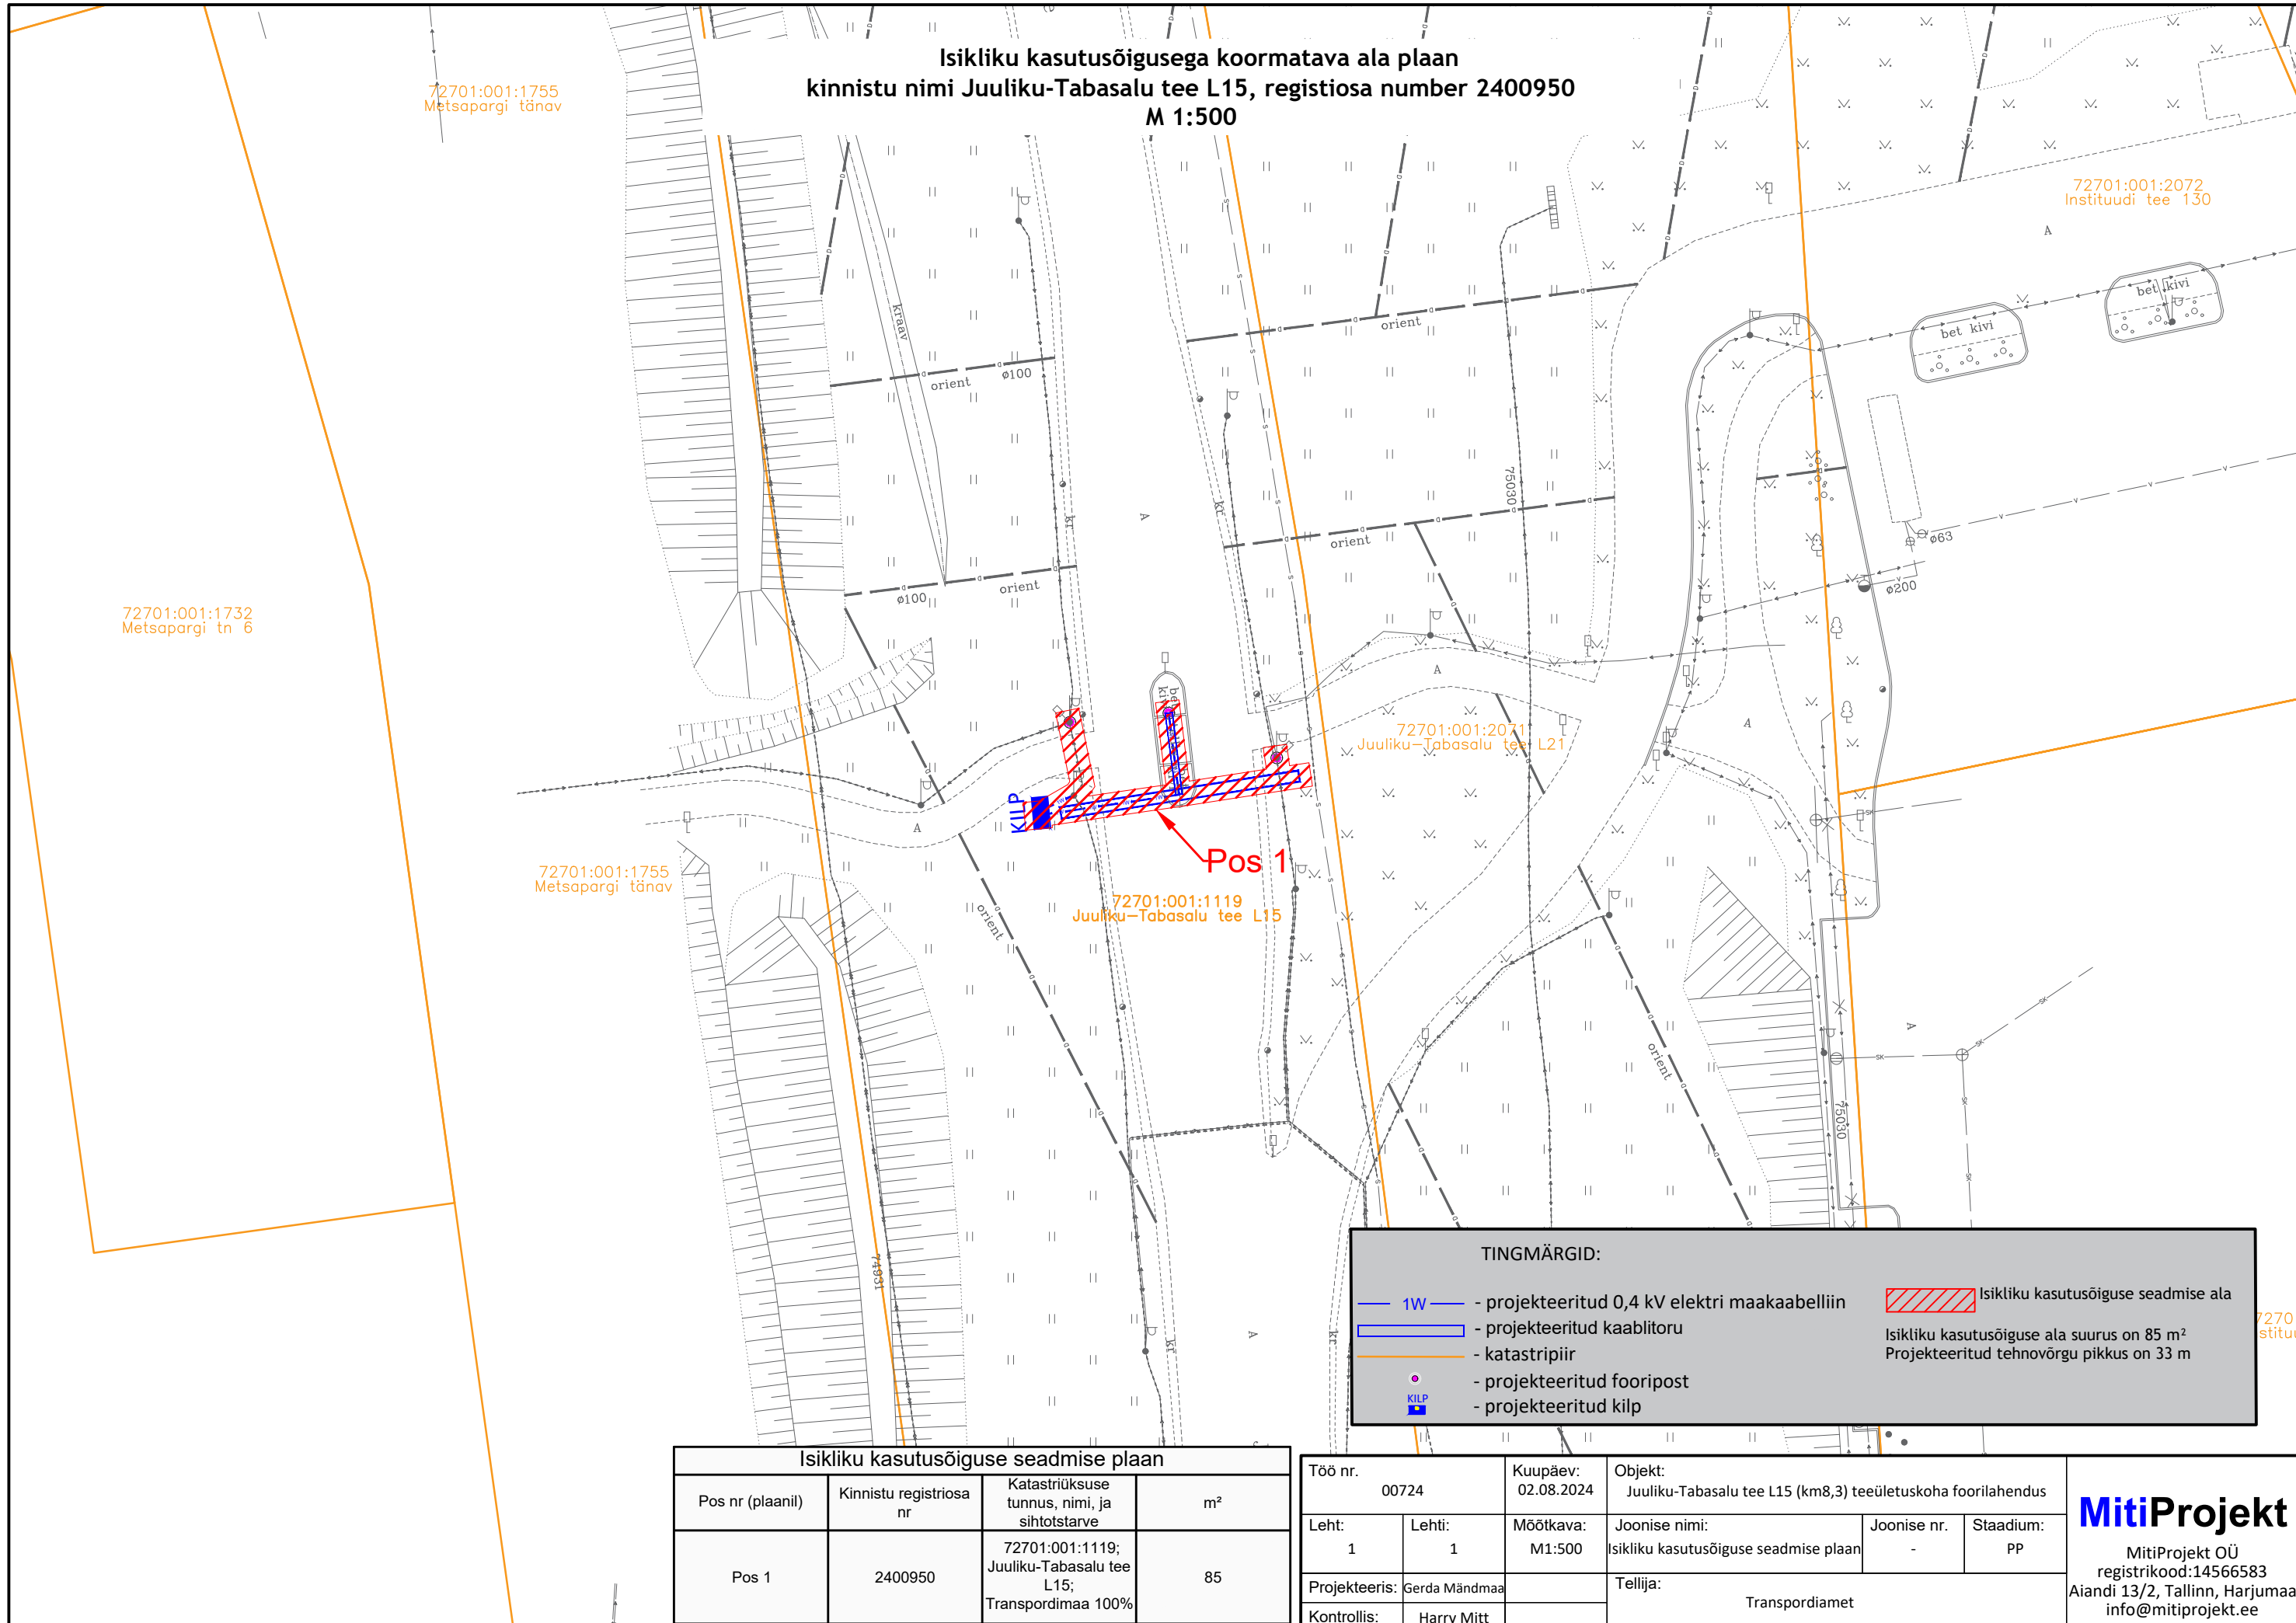 Isikliku kasutusõigusega koormatava ala plaan
kinnistu nimi Juuliku-Tabasalu tee L15, registiosa number 2400950
M 1:500
72701:001:1755
Metsapargi tänav
72701:001:2072
Instituudi tee 130
A
bet kivi
bet kivi
kraav
orient
orient
ø100
75030
kr
A
kr
orient
ø63
ø100
orient
ø200
72701:001:1732
Metsapargi tn 6
A
bet
kivi
72701:001:2071
Juuliku-Tabasalu tee L21
A
KILP
A
Pos 1
72701:001:1755
Metsapargi tänav
72701:001:1119
Juuliku-Tabasalu tee L15
orient
A
orient
75030
74931
A
kr
kr
TINGMÄRGID:
1W - projekteeritud 0,4 kV elektri maakaabelliin
- projekteeritud kaablitoru
- katastripiir
- projekteeritud fooripost
KILP - projekteeritud kilp
Isikliku kasutusõiguse seadmise ala
Isikliku kasutusõiguse ala suurus on 85 m²
Projekteeritud tehnovõrgu pikkus on 33 m
Isikliku kasutusõiguse seadmise plaan
Pos nr (plaanil)
Kinnistu registriosa
nr
Katastriüksuse
tunnus, nimi, ja
sihtotstarve
m²
Pos 1
2400950
72701:001:1119;
Juuliku-Tabasalu tee
L15;
Transpordimaa 100%
85
Töö nr.
00724
Kuupäev:
02.08.2024
Objekt:
Juuliku-Tabasalu tee L15 (km8,3) teeületuskoha foorilahendus
Leht:
1
Lehti:
1
Mõõtkava:
M1:500
Joonise nimi:
Isikliku kasutusõiguse seadmise plaan
Joonise nr.
-
Staadium:
PP
Projekteeris: Gerda Mändmaa
Kontrollis: Harry Mitt
Tellija:
Transpordiamet
MitiProjekt
MitiProjekt OÜ
registrikood:14566583
Aiandi 13/2, Tallinn, Harjumaa
info@mitiprojekt.ee